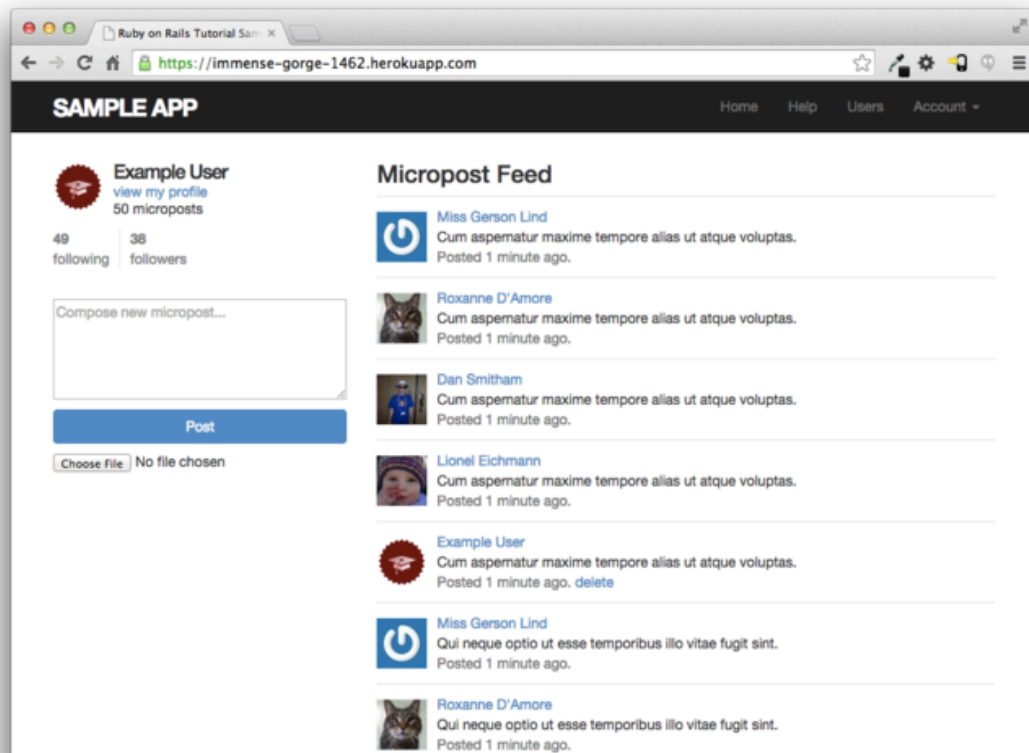 Ruby on Rails Tutorial Sam
https://immense-gorge-1462.herokuapp.com
SAMPLE APP
Home Help Users Account
Example User
view my profile
50 microposts
49 following
38 followers
Compose new micropost...
Post
Choose File No file chosen
Micropost Feed
Miss Gerson Lind
Cum aspernatur maxime tempore alias ut atque voluptas.
Posted 1 minute ago.
Roxanne D'Amore
Cum aspernatur maxime tempore alias ut atque voluptas.
Posted 1 minute ago.
Dan Smitham
Cum aspernatur maxime tempore alias ut atque voluptas.
Posted 1 minute ago.
Lionel Eichmann
Cum aspernatur maxime tempore alias ut atque voluptas.
Posted 1 minute ago.
Example User
Cum aspernatur maxime tempore alias ut atque voluptas.
Posted 1 minute ago. delete
Miss Gerson Lind
Qui neque optio ut esse temporibus illo vitae fugit sint.
Posted 1 minute ago.
Roxanne D'Amore
Qui neque optio ut esse temporibus illo vitae fugit sint.
Posted 1 minute ago.